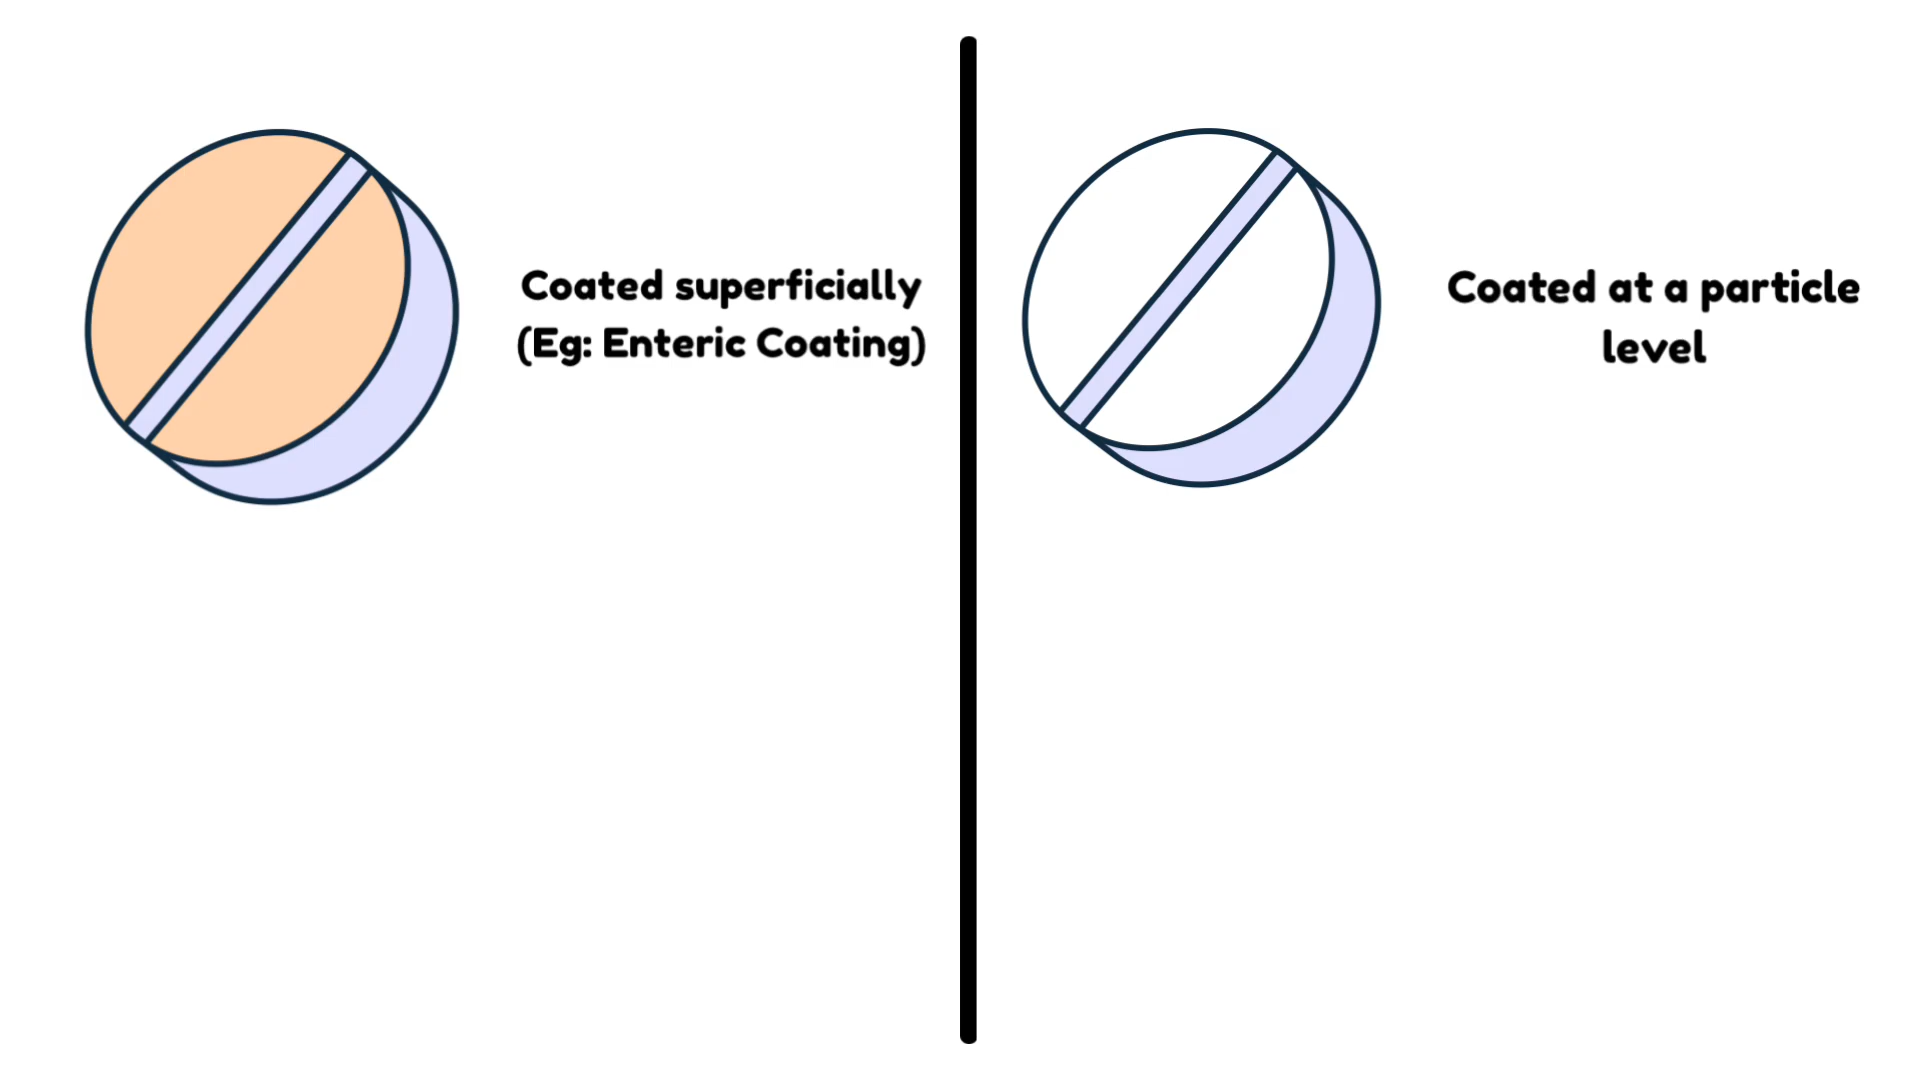 Coated superficially
(Eg: Enteric Coating)
Coated at a particle
level